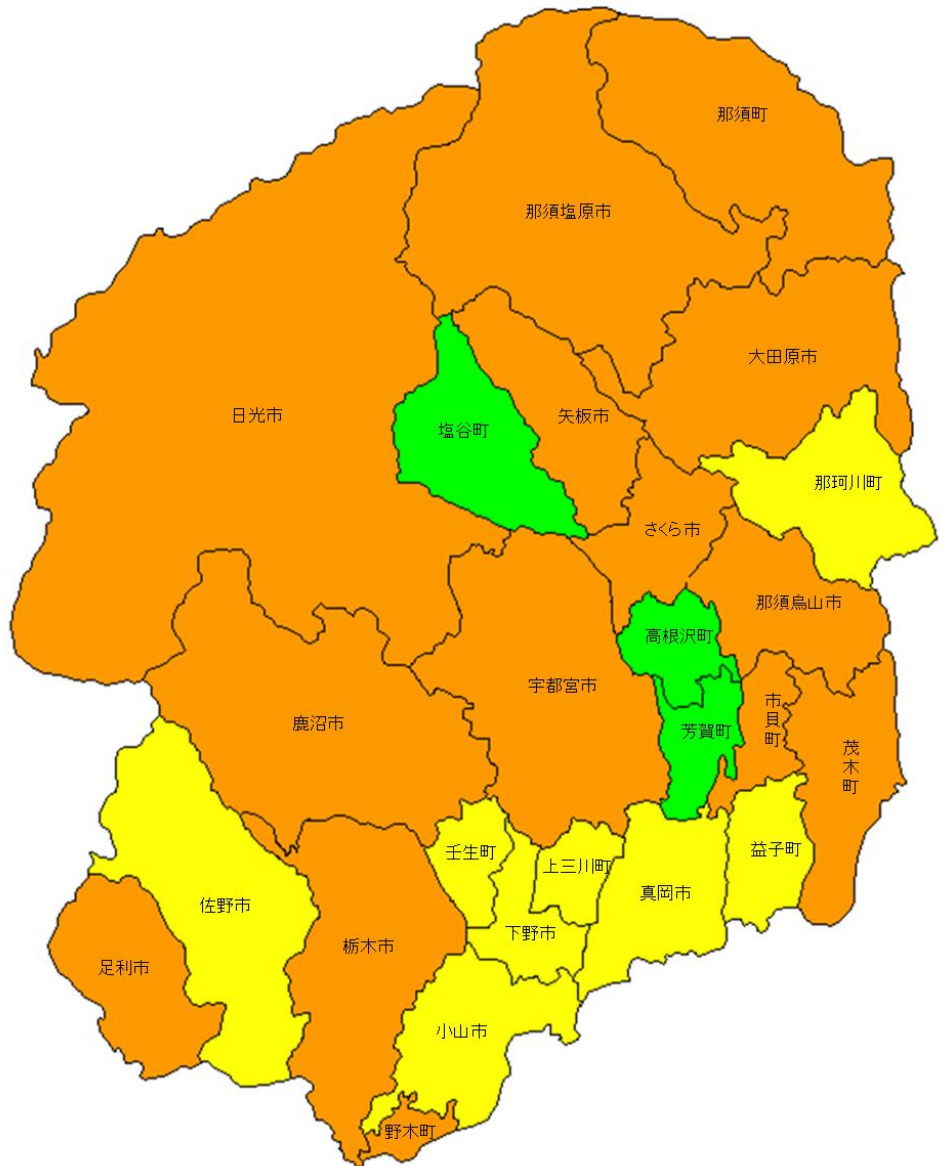 那須町
那須塩原市
大田原市
日光市
塩谷町
矢板市
那珂川町
さくら市
那須烏山市
高根沢町
宇都宮市
鹿沼市
芳賀町
市貝町
茂木町
壬生町
上三川町
益子町
佐野市
真岡市
下野市
栃木市
足利市
小山市
野木町